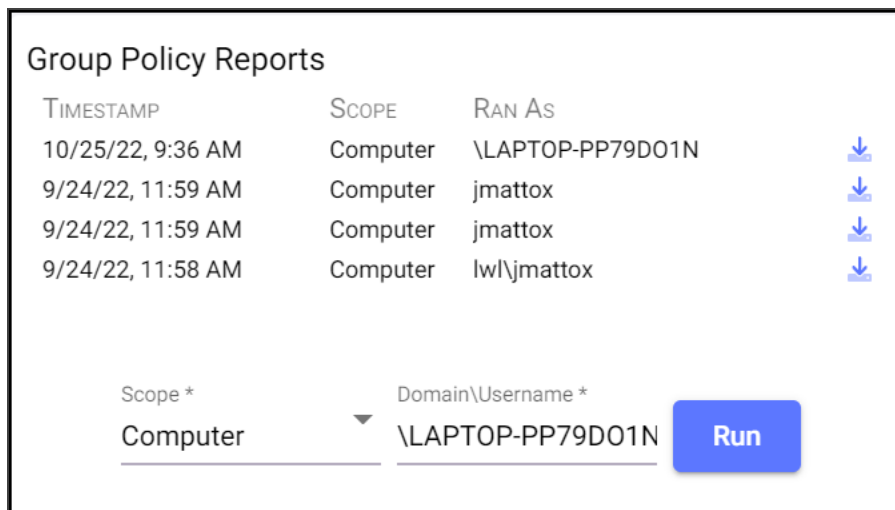 Group Policy Reports
Timestamp Scope Ran As
10/25/22, 9:36 AM Computer \LAPTOP-PP79DO1N
9/24/22, 11:59 AM Computer jmattox
9/24/22, 11:59 AM Computer jmattox
9/24/22, 11:58 AM Computer lwl\jmattox
Scope * Domain\Username *
Computer \LAPTOP-PP79DO1N Run